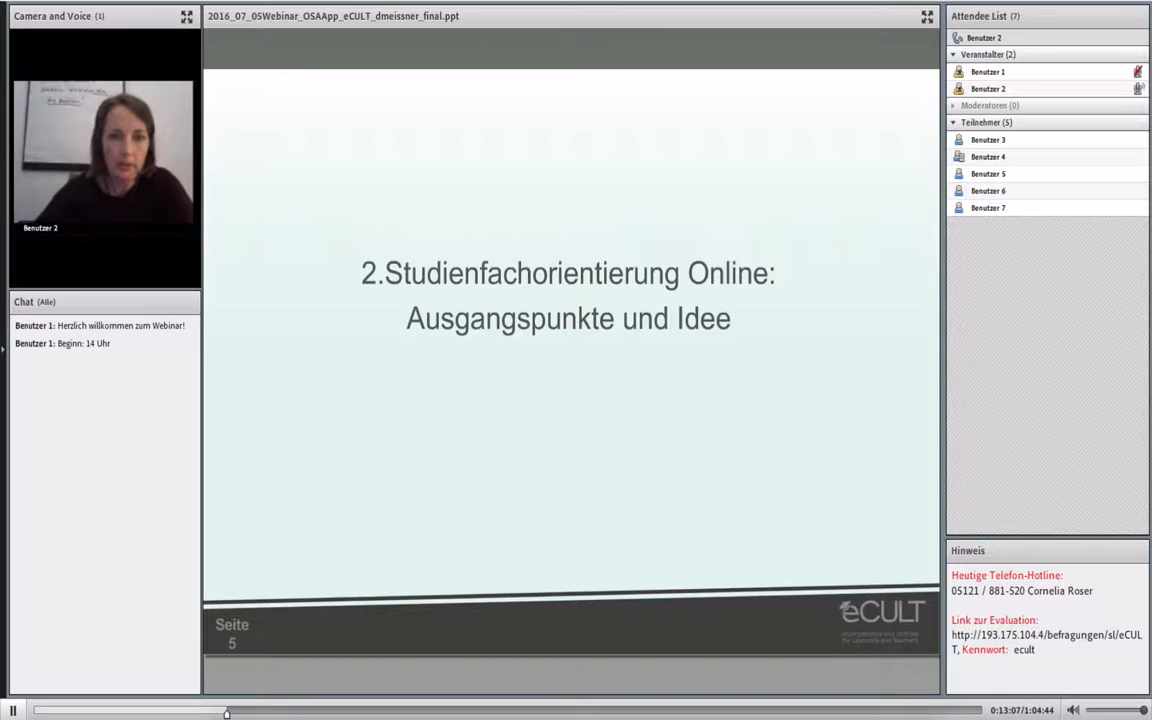 Camera and Voice (1)
Benutzer 2
Chat (Alle)
Benutzer 1: Herzlich willkommen zum Webinar!
Benutzer 1: Beginn: 14 Uhr
2016_07_05Webinar_OSAApp_eCULT_dmeissner_final.ppt
2.Studienfachorientierung Online:
Ausgangspunkte und Idee
Seite
5
eCULT
Attendee List (7)
Benutzer 2
Veranstalter (2)
Benutzer 1
Benutzer 2
Moderatoren (0)
Teilnehmer (5)
Benutzer 3
Benutzer 4
Benutzer 5
Benutzer 6
Benutzer 7
Hinweis
Heutige Telefon-Hotline:
05121 / 881-520 Cornelia Roser
Link zur Evaluation:
http://193.175.104.4/befragungen/sl/eCUL
T, Kennwort: ecult
0:13:07/1:04:44